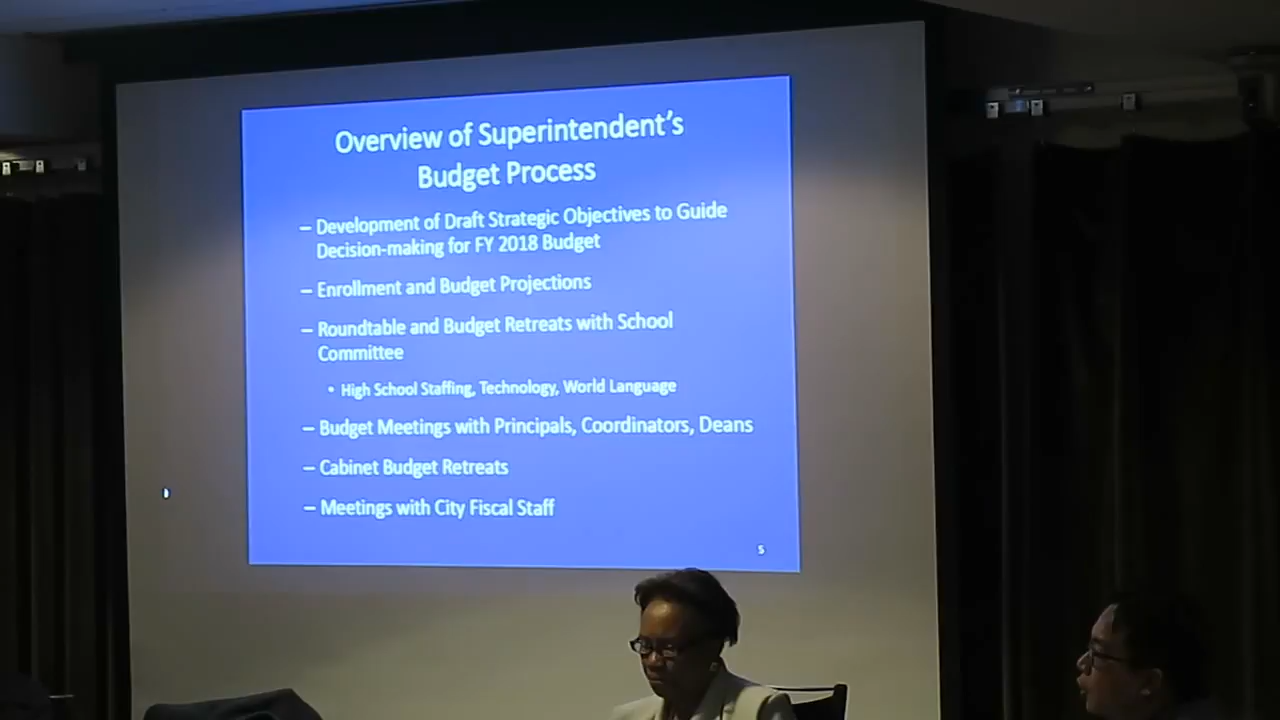 Overview of Superintendent's
Budget Process
– Development of Draft Strategic Objectives to Guide
Decision-making for FY 2018 Budget
– Enrollment and Budget Projections
– Roundtable and Budget Retreats with School
Committee
• High School Staffing, Technology, World Language
– Budget Meetings with Principals, Coordinators, Deans
– Cabinet Budget Retreats
– Meetings with City Fiscal Staff
5